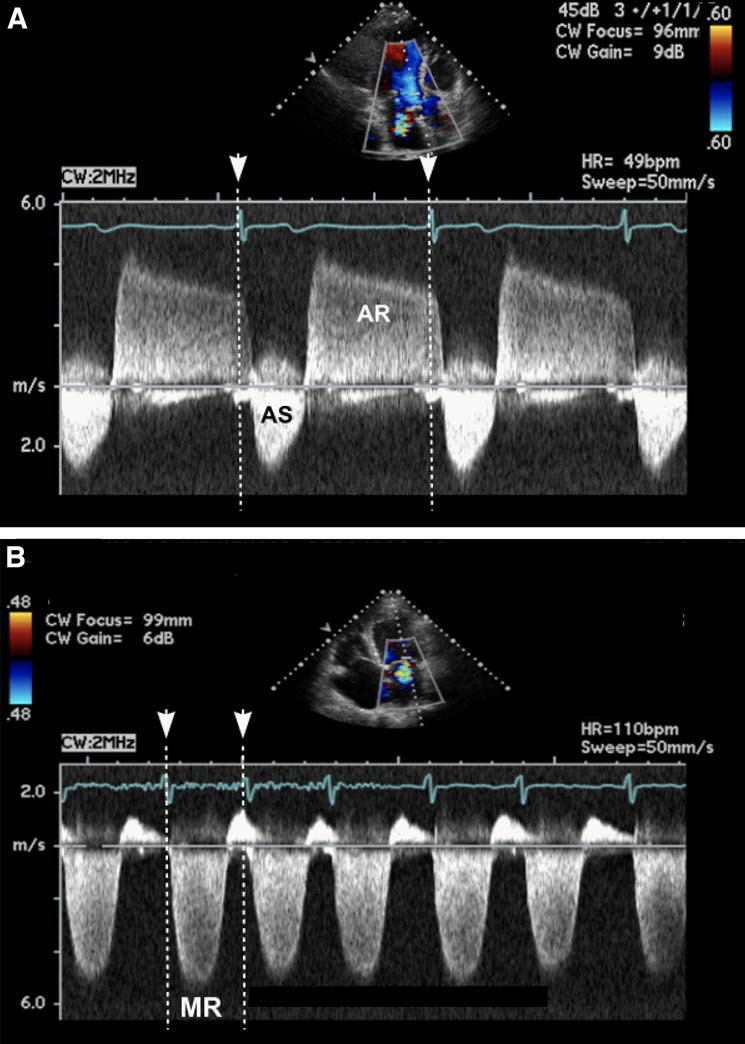 A
45dB 3 •/+1/1/
.60
CW Focus= 96mm
CW Gain= 9dB
.60
HR= 49bpm
Sweep=50mm/s
CW:2MHz
6.0
AR
m/s
AS
2.0
B
.48
CW Focus= 99mm
CW Gain= 6dB
.48
HR=110bpm
Sweep=50mm/s
CW:2MHz
2.0
m/s
6.0
MR